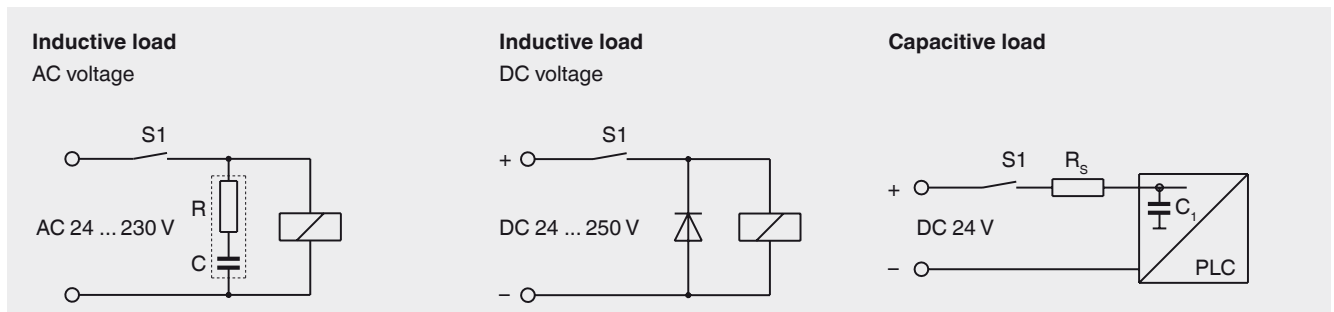 Inductive load
AC voltage
S1
R
AC 24 ... 230 V
C
Inductive load
DC voltage
S1
+
DC 24 ... 250 V
–
Capacitive load
S1
RS
+
C1
DC 24 V
–
PLC